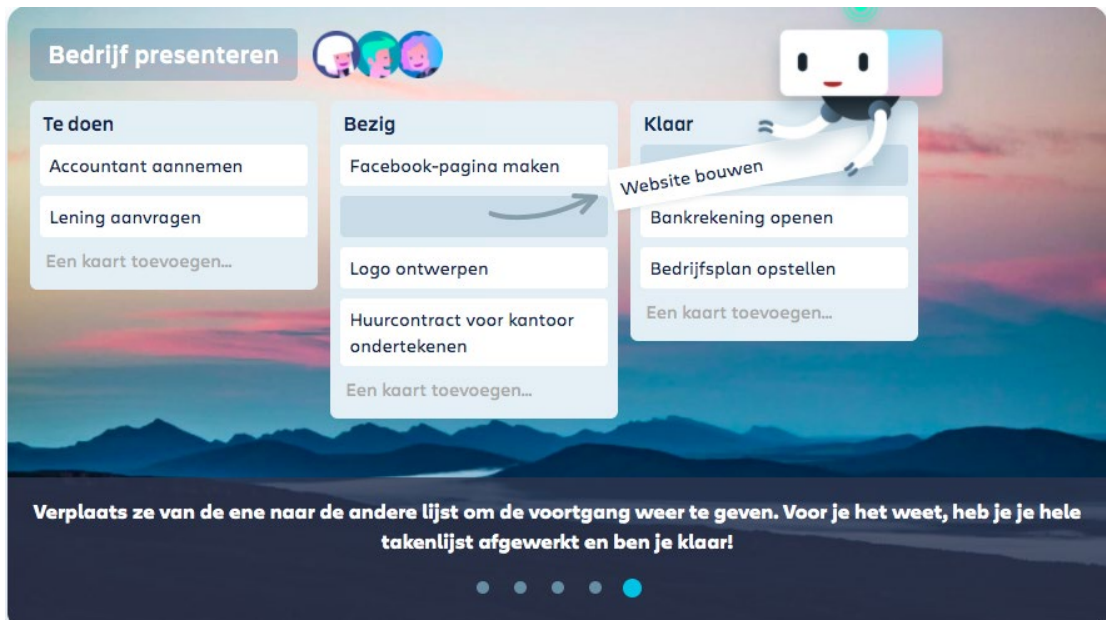 Bedrijf presenteren
Te doen
Accountant aannemen
Lening aanvragen
Een kaart toevoegen...
Bezig
Facebook-pagina maken
Logo ontwerpen
Huurcontract voor kantoor
ondertekenen
Een kaart toevoegen...
Klaar
Website bouwen
Bankrekening openen
Bedrijfsplan opstellen
Een kaart toevoegen...
Verplaats ze van de ene naar de andere lijst om de voortgang weer te geven. Voor je het weet, heb je je hele
takenlijst afgewerkt en ben je klaar!